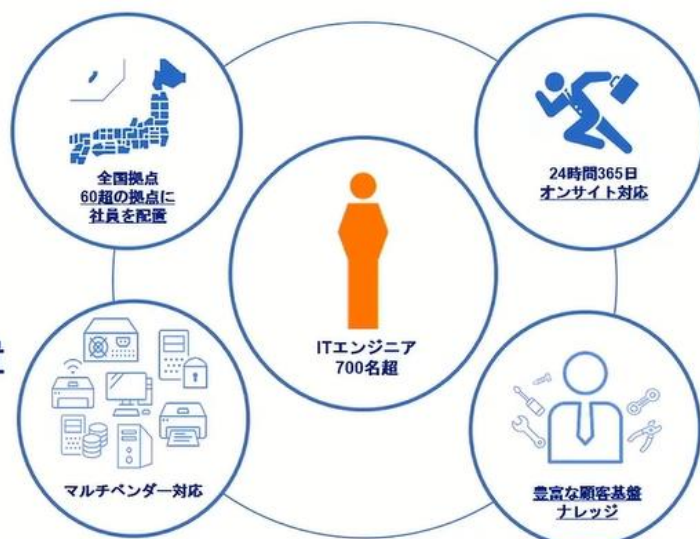 全国拠点
60超の拠点に
社員を配置
24時間365日
オンサイト対応
ITエンジニア
700名超
マルチベンダー対応
豊富な顧客基盤
ナレッジ